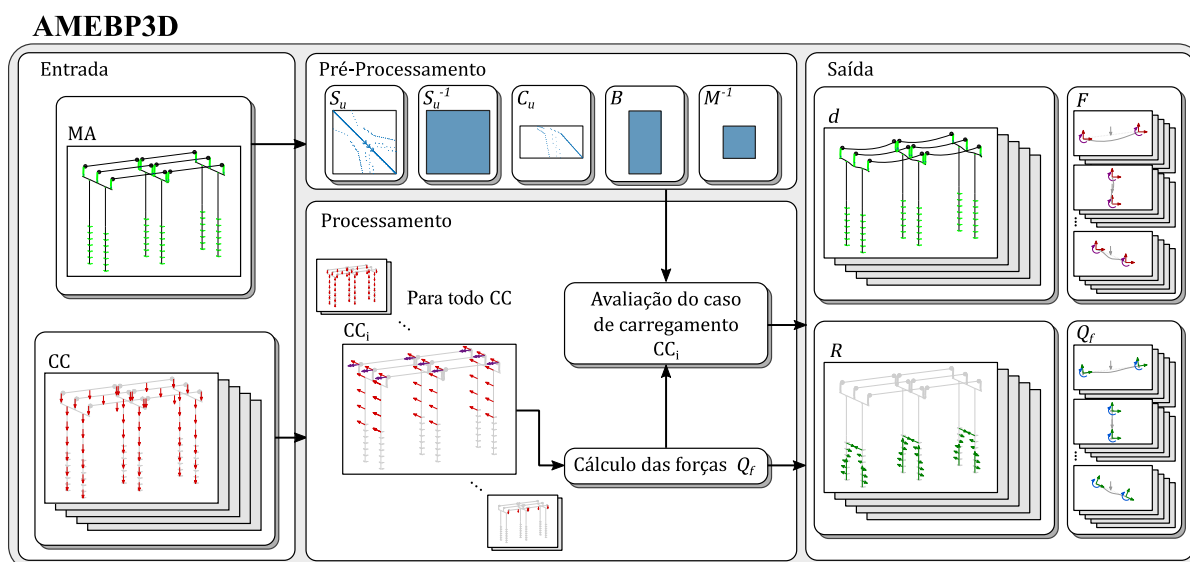 AMEBP3D
Entrada
MA
CC
Pré-Processamento
S_u
S_u^-1
C_u
B
M^-1
Processamento
Para todo CC
...
CC_i
...
Avaliação do caso
de carregamento
CC_i
Cálculo das forças Q_f
Saída
d
F
...
R
Q_f
...